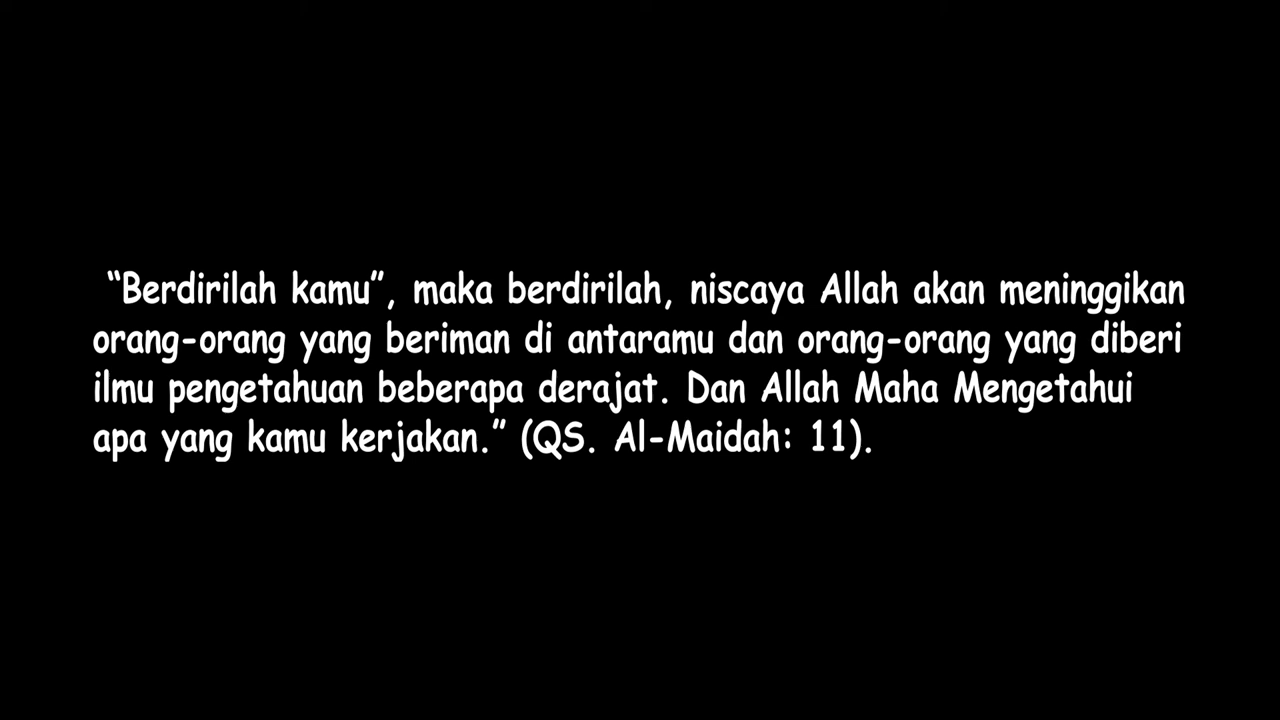 “Berdirilah kamu”, maka berdirilah, niscaya Allah akan meninggikan
orang-orang yang beriman di antaramu dan orang-orang yang diberi
ilmu pengetahuan beberapa derajat. Dan Allah Maha Mengetahui
apa yang kamu kerjakan.” (QS. Al-Maidah: 11).